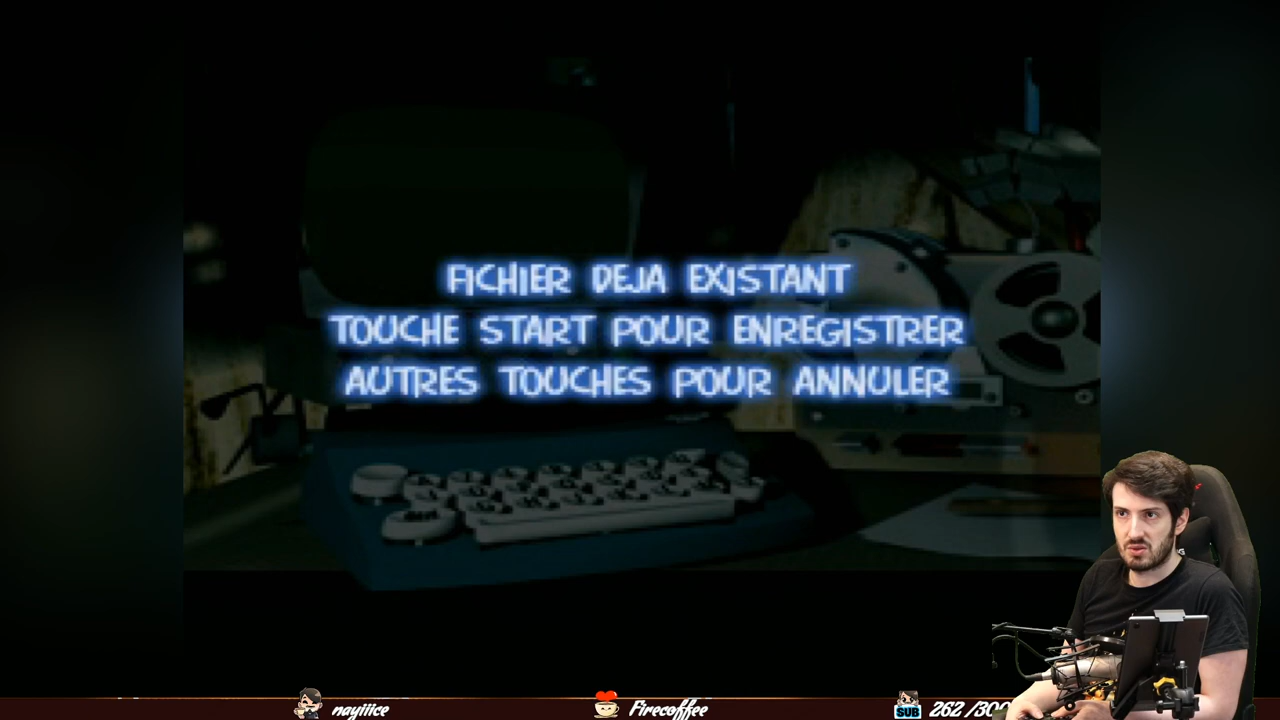 FICHIER DEJA EXISTANT
TOUCHE START POUR ENREGISTRER
AUTRES TOUCHES POUR ANNULER
nayiiice
Firecoffee
SUB 262 /300